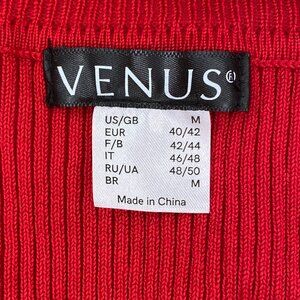 VENUS®
US/GB M
EUR 40/42
F/B 42/44
IT 46/48
RU/UA 48/50
BR M
Made in China